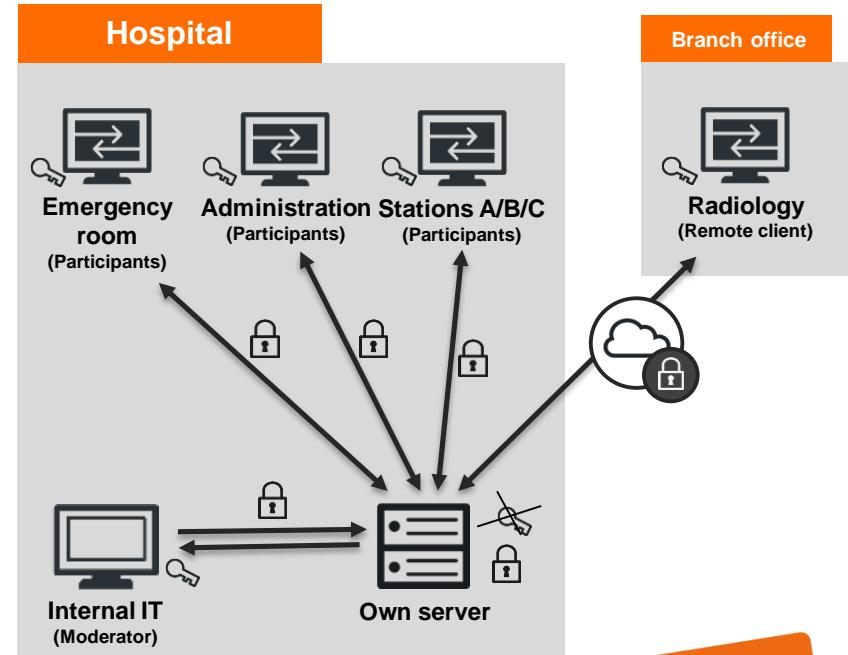 Hospital
Branch office
Emergency
room
(Participants)
Administration
(Participants)
Stations A/B/C
(Participants)
Radiology
(Remote client)
Internal IT
(Moderator)
Own server